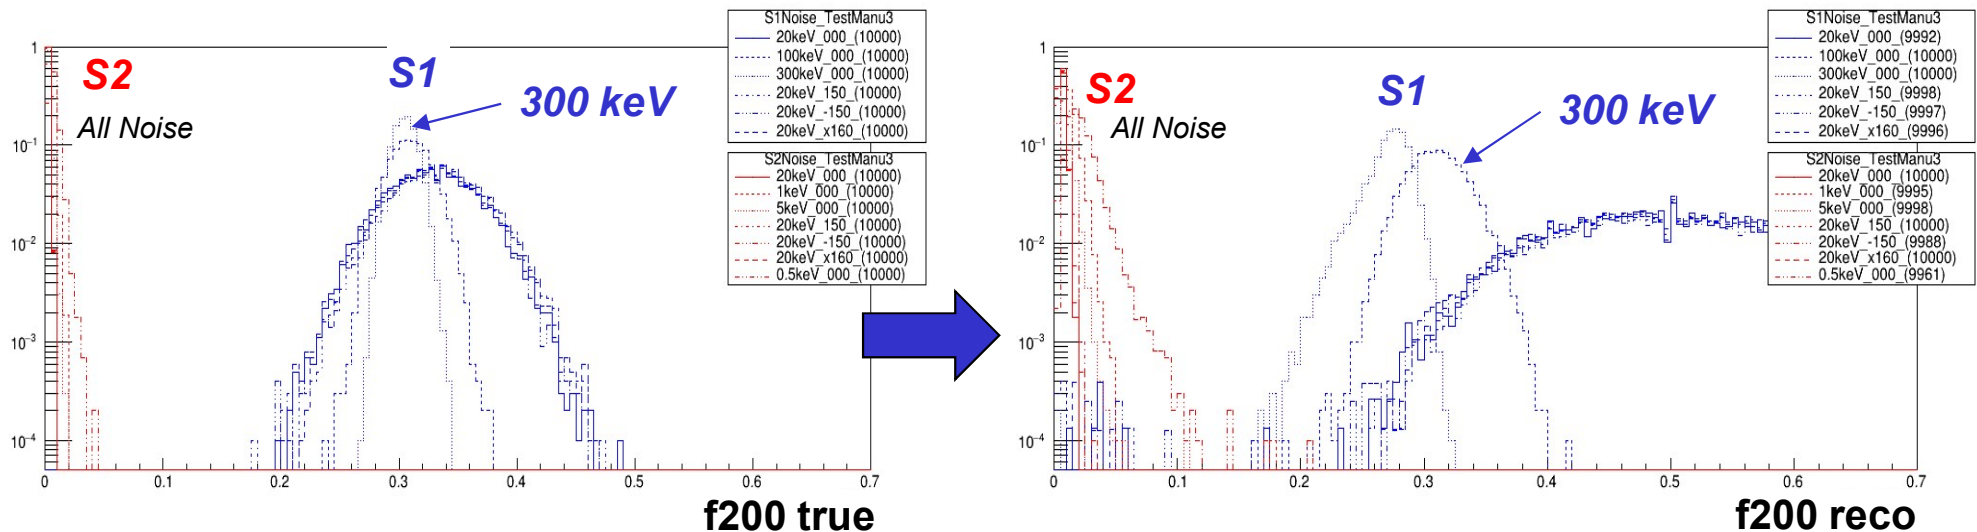 S1Noise_TestManu3
20keV_000_(10000)
100keV_000_(10000)
300keV_000_(10000)
20keV_150_(10000)
20keV_-150_(10000)
20keV_x160_(10000)
S2Noise_TestManu3
20keV_000_(10000)
1keV_000_(10000)
5keV_000_(10000)
20keV_150_(10000)
20keV_-150_(10000)
20keV_x160_(10000)
0.5keV_000_(10000)
S2
All Noise
S1
300 keV
1
10⁻¹
10⁻²
10⁻³
10⁻⁴
0 0.1 0.2 0.3 0.4 0.5 0.6 0.7
f200 true
S1Noise_TestManu3
20keV_000_(9992)
100keV_000_(10000)
300keV_000_(10000)
20keV_150_(9998)
20keV_-150_(9997)
20keV_x160_(9996)
S2Noise_TestManu3
20keV_000_(10000)
1keV_000_(9995)
5keV_000_(9998)
20keV_150_(10000)
20keV_-150_(9988)
20keV_x160_(10000)
0.5keV_000_(9961)
S2
All Noise
S1
300 keV
1
10⁻¹
10⁻²
10⁻³
10⁻⁴
0 0.1 0.2 0.3 0.4 0.5 0.6 0.7
f200 reco